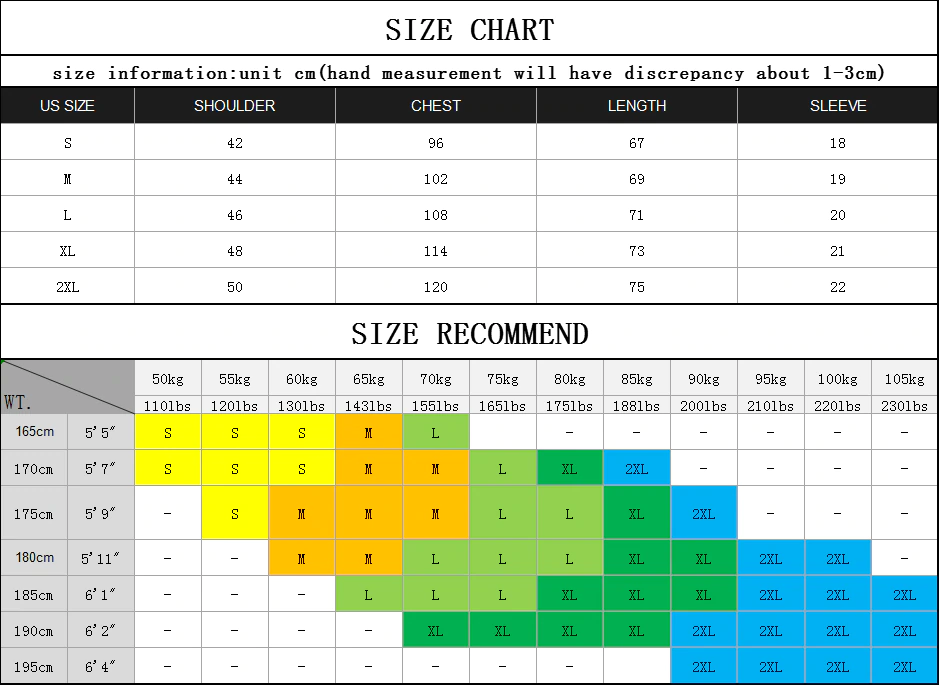 SIZE CHART
size information:unit cm(hand measurement will have discrepancy about 1-3cm)
US SIZE SHOULDER CHEST LENGTH SLEEVE
S 42 96 67 18
M 44 102 69 19
L 46 108 71 20
XL 48 114 73 21
2XL 50 120 75 22
SIZE RECOMMEND
50kg 55kg 60kg 65kg 70kg 75kg 80kg 85kg 90kg 95kg 100kg 105kg
WT. 110lbs 120lbs 130lbs 143lbs 155lbs 165lbs 175lbs 188lbs 200lbs 210lbs 220lbs 230lbs
165cm 5'5" S S S M L - - - - - -
170cm 5'7" S S S M M L XL 2XL - - - -
175cm 5'9" - S M M M L L XL 2XL - - -
180cm 5'11" - - M M L L L XL XL 2XL 2XL -
185cm 6'1" - - - L L L XL XL XL 2XL 2XL 2XL
190cm 6'2" - - - - XL XL XL XL 2XL 2XL 2XL 2XL
195cm 6'4" - - - - - - - 2XL 2XL 2XL 2XL